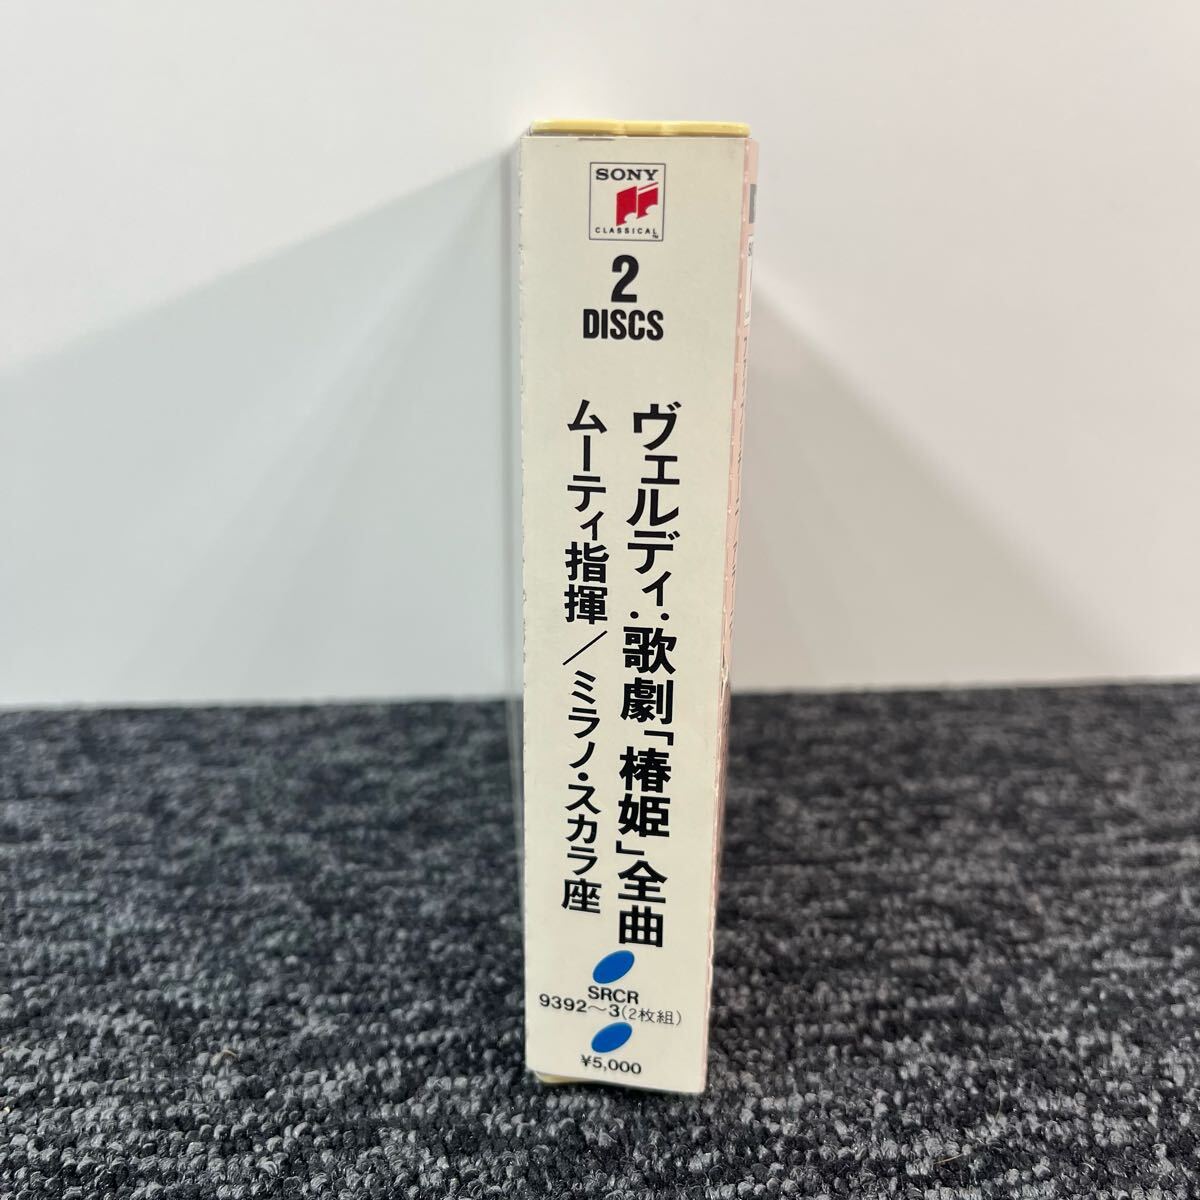 SONY
CLASSICAL
TM
2
DISCS
ヴェルディ:歌劇「椿姫」全曲
ムーティ指揮/ミラノ・スカラ座
SRCR
9392〜3(2枚組)
¥5,000